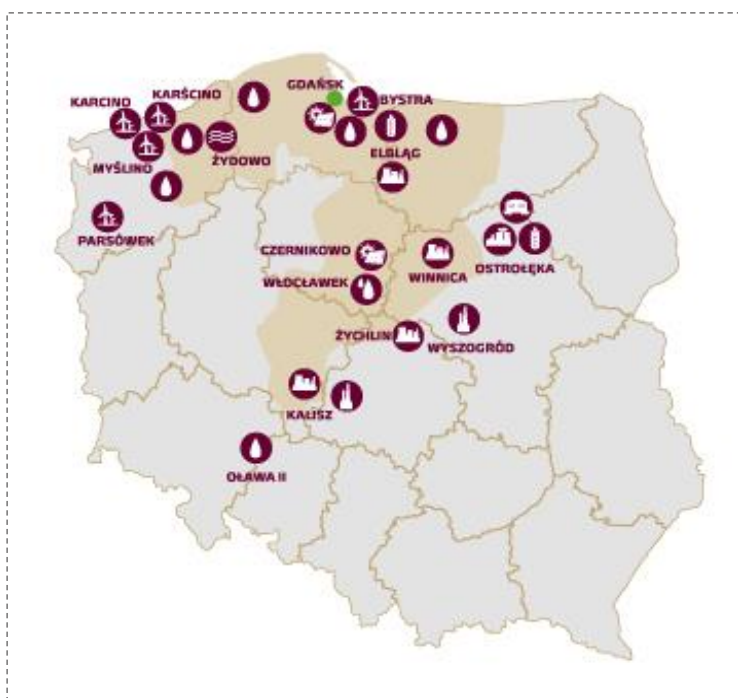 GDAŃSK
KARŚCINO
BYSTRA
KARCINO
ELBLĄG
ŻYDOWO
MYŚLINO
PARSÓWEK
CZERNIKOWO
WINNICA
OSTROŁĘKA
WŁOCŁAWEK
ŻYCHLIN
WYSZOGRÓD
KALISZ
OŁAWA II